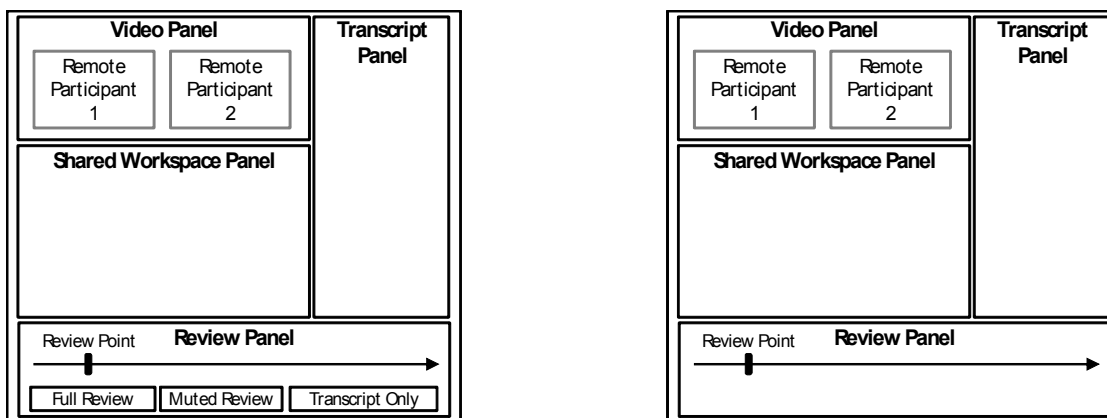 Video Panel
Remote
Participant
1
Remote
Participant
2
Transcript
Panel
Shared Workspace Panel
Review Panel
Review Point
Full Review
Muted Review
Transcript Only
Video Panel
Remote
Participant
1
Remote
Participant
2
Transcript
Panel
Shared Workspace Panel
Review Panel
Review Point